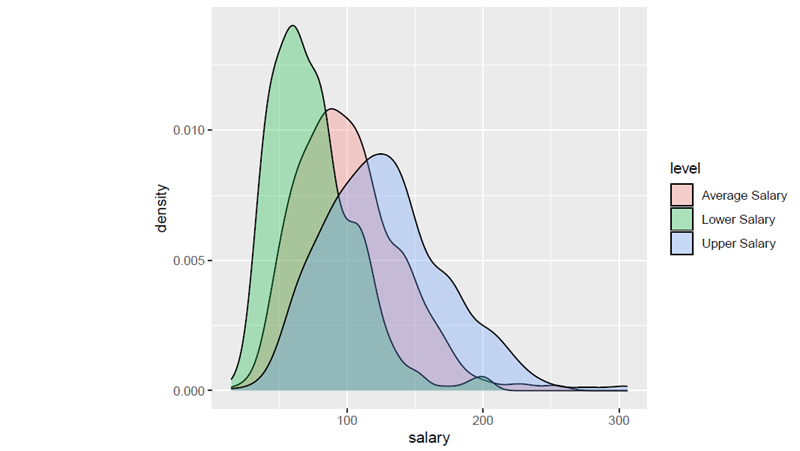 0.010
0.005
0.000
density
100 200 300
salary
level
Average Salary
Lower Salary
Upper Salary